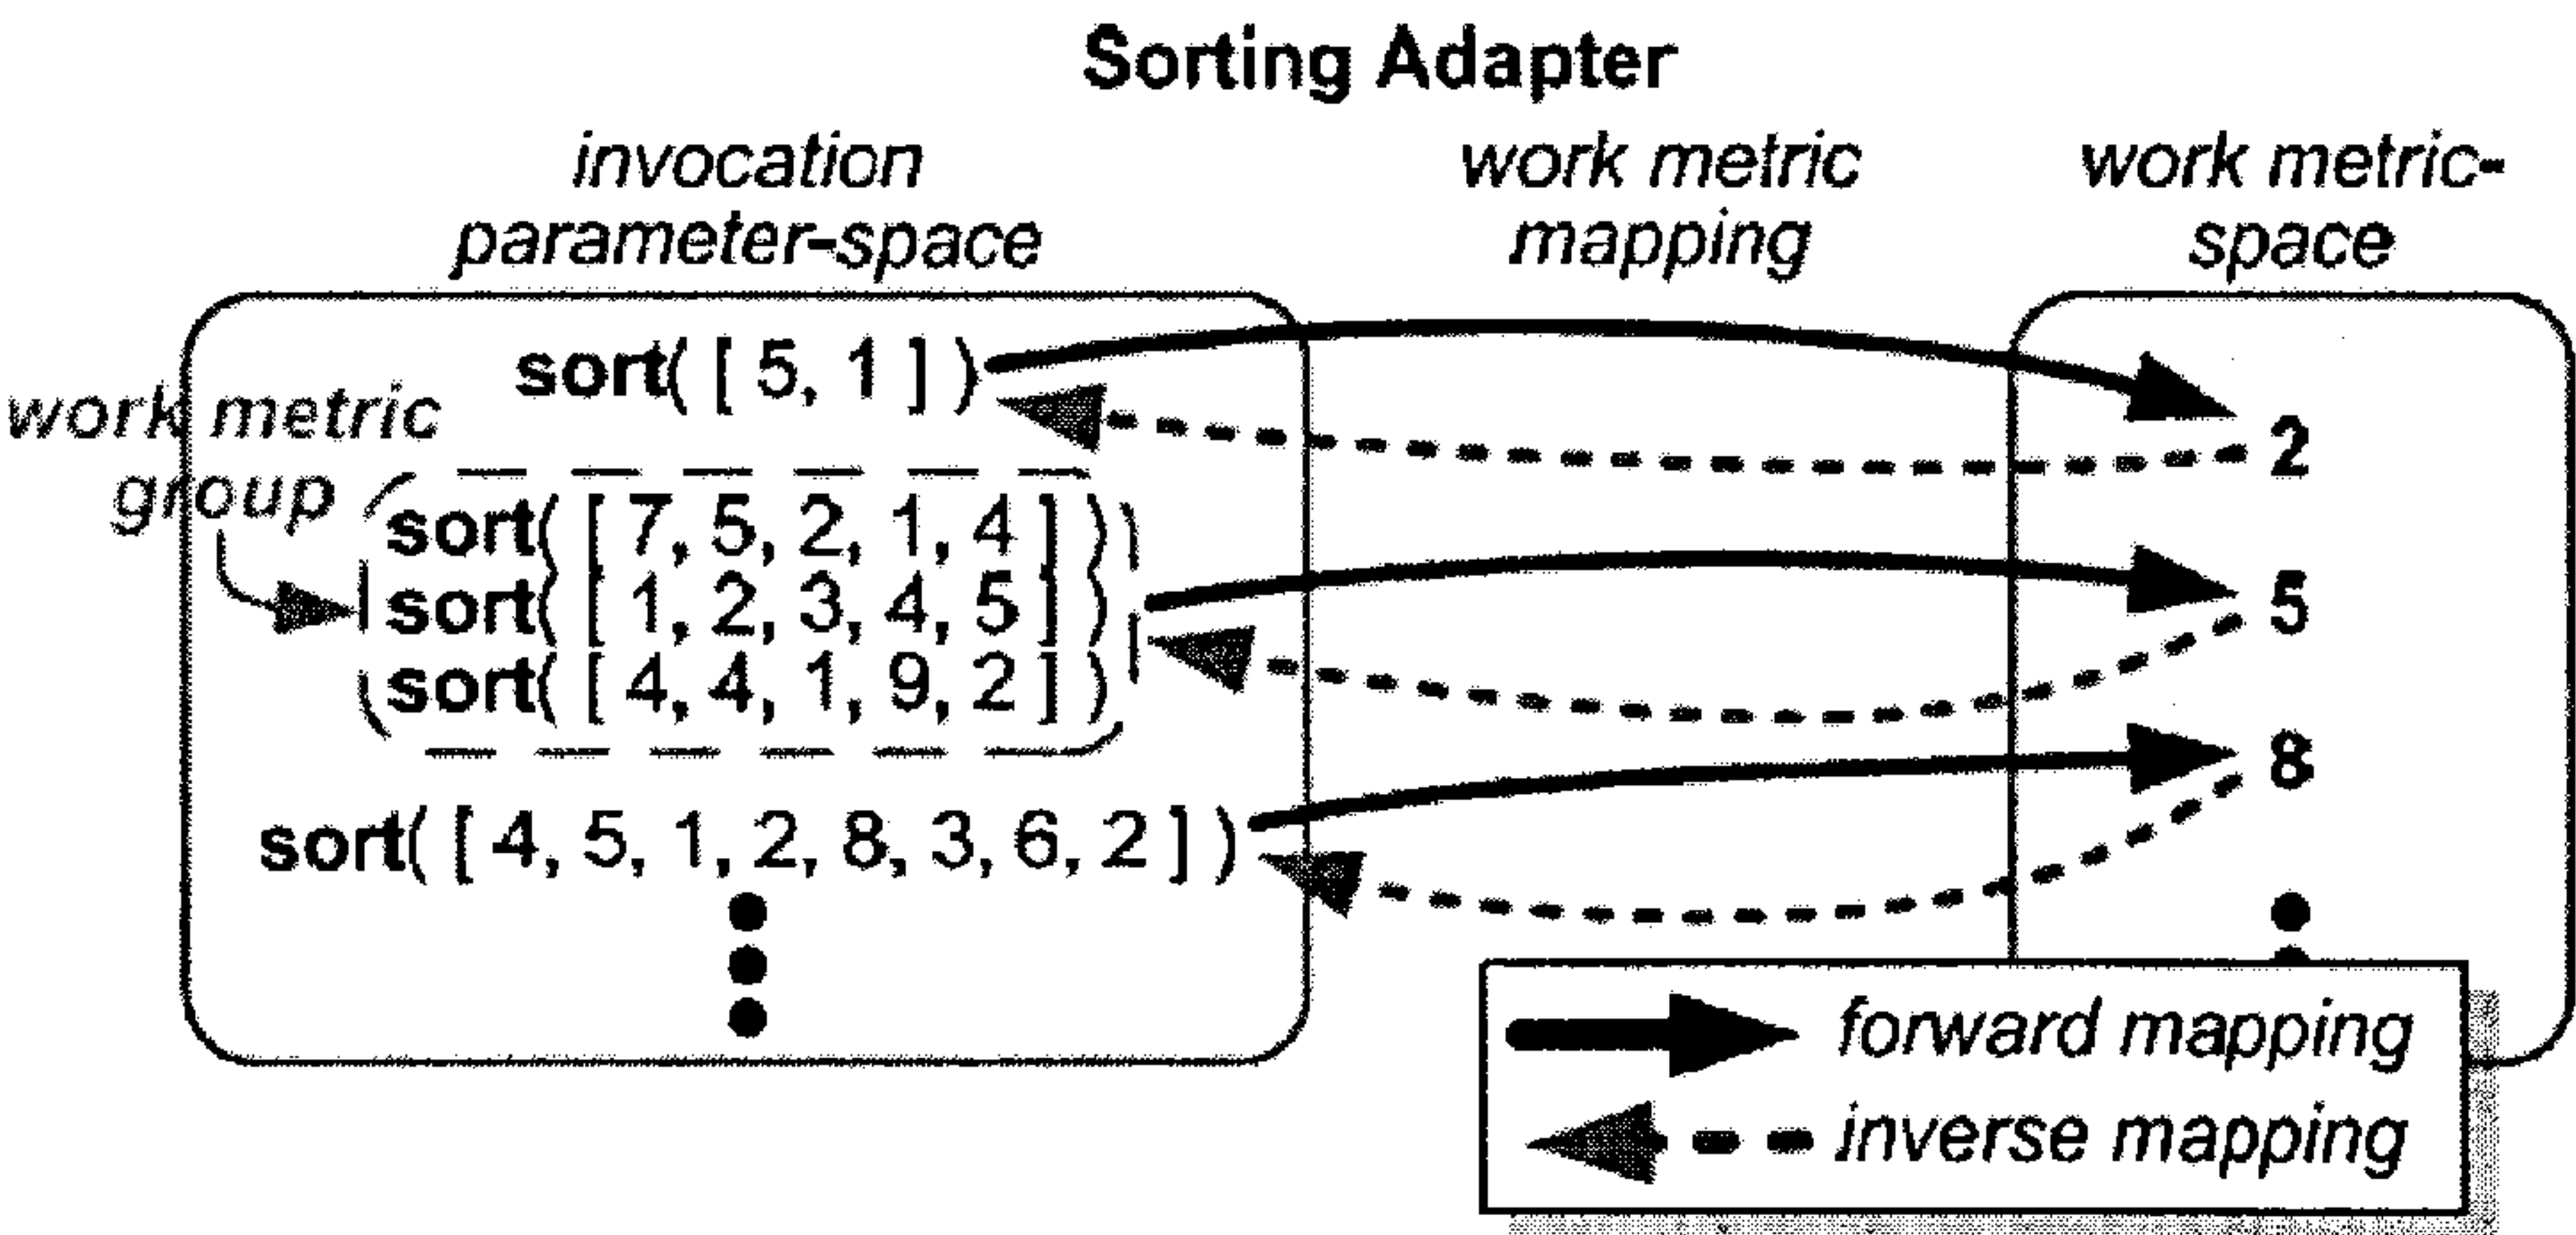 Sorting Adapter
invocation
parameter-space
work metric
mapping
work metric-
space
sort( [ 5, 1 ] )
2
work metric
group
sort( [ 7, 5, 2, 1, 4 ] )
sort( [ 1, 2, 3, 4, 5 ] )
sort( [ 4, 4, 1, 9, 2 ] )
5
8
sort( [ 4, 5, 1, 2, 8, 3, 6, 2 ] )
forward mapping
inverse mapping